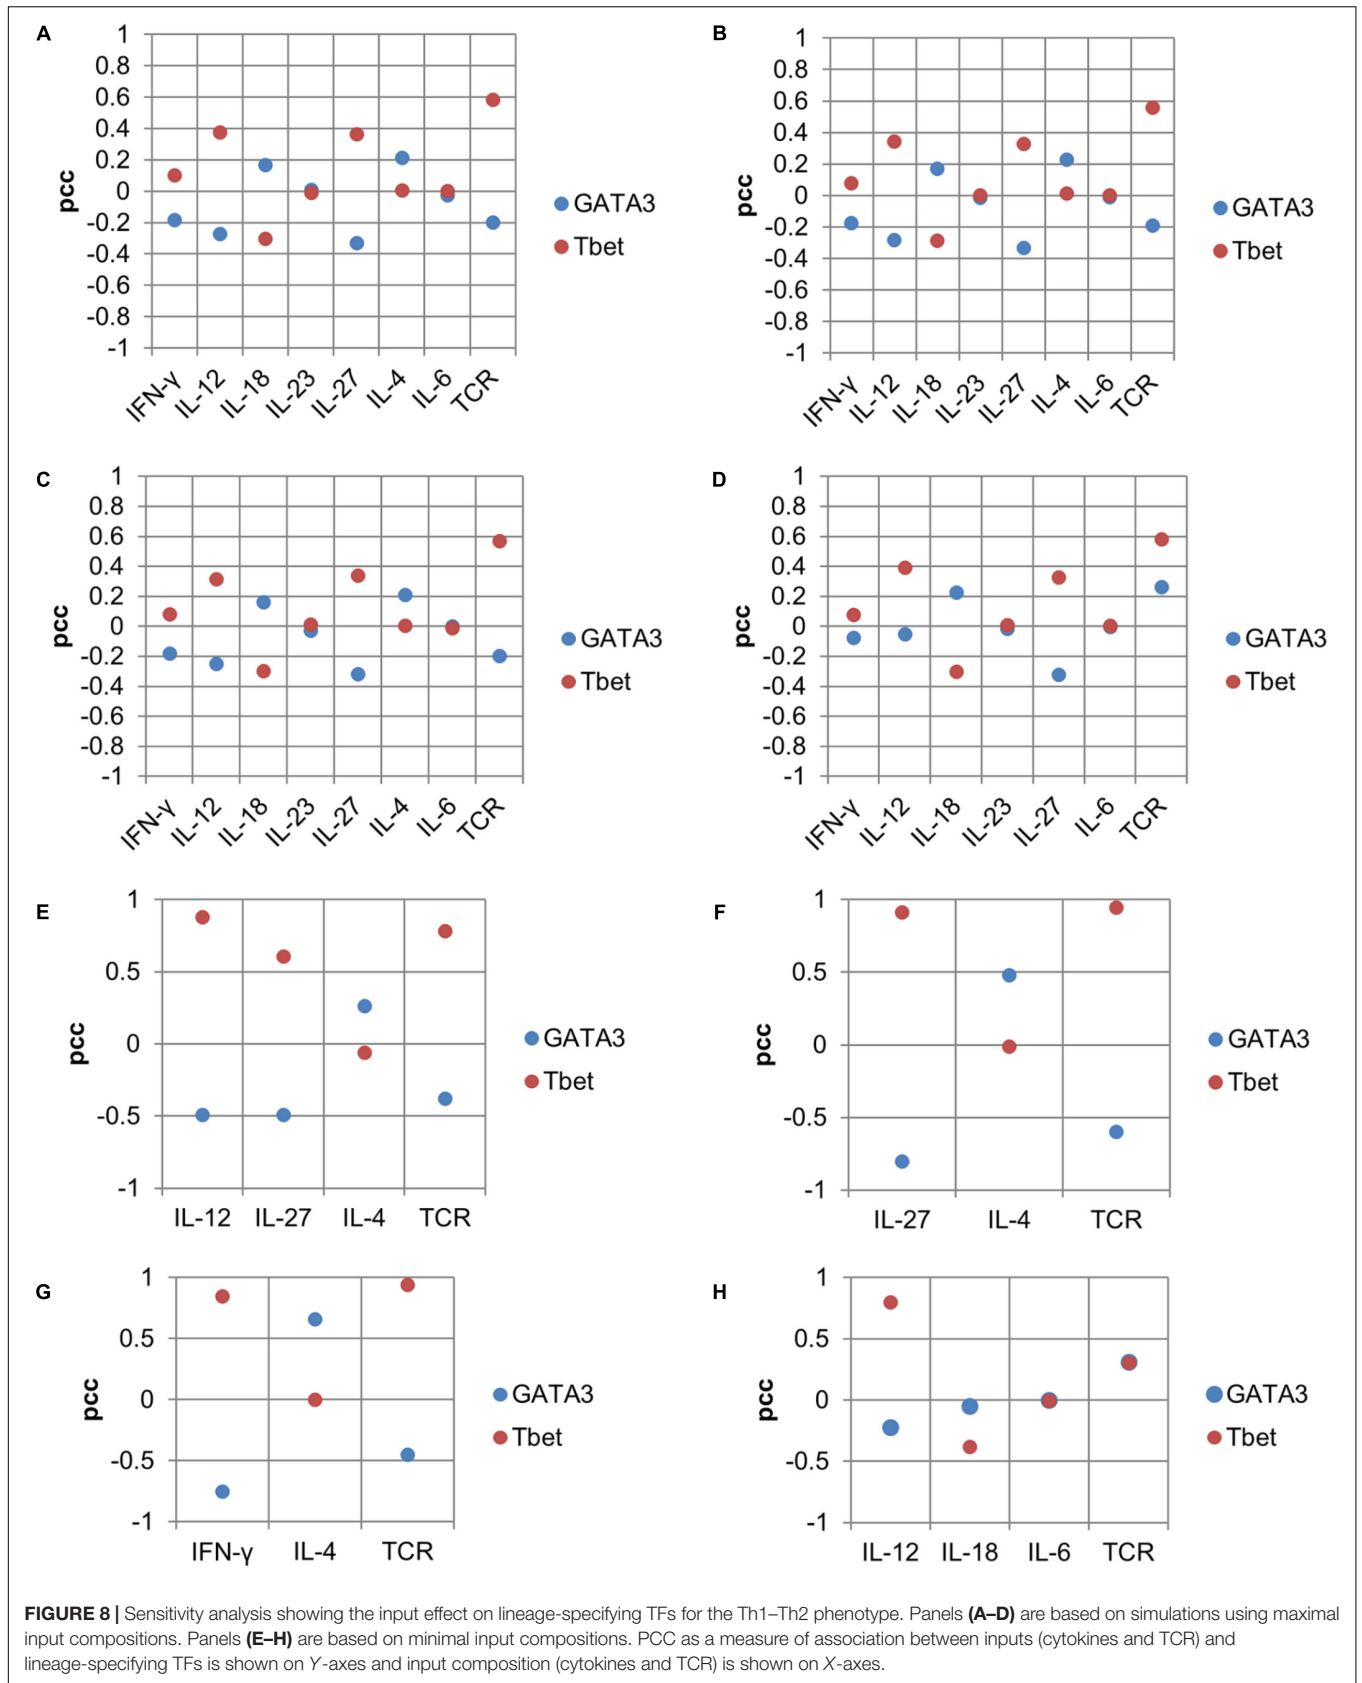 A
1
0.8
0.6
0.4
0.2
0
-0.2
-0.4
-0.6
-0.8
-1
pcc
IFN-γ IL-12 IL-18 IL-23 IL-27 IL-4 IL-6 TCR
GATA3
Tbet
B
1
0.8
0.6
0.4
0.2
0
-0.2
-0.4
-0.6
-0.8
-1
pcc
IFN-γ IL-12 IL-18 IL-23 IL-27 IL-4 IL-6 TCR
GATA3
Tbet
C
1
0.8
0.6
0.4
0.2
0
-0.2
-0.4
-0.6
-0.8
-1
pcc
IFN-γ IL-12 IL-18 IL-23 IL-27 IL-4 IL-6 TCR
GATA3
Tbet
D
1
0.8
0.6
0.4
0.2
0
-0.2
-0.4
-0.6
-0.8
-1
pcc
IFN-γ IL-12 IL-18 IL-23 IL-27 IL-6 TCR
GATA3
Tbet
E
1
0.5
0
-0.5
-1
pcc
IL-12 IL-27 IL-4 TCR
GATA3
Tbet
F
1
0.5
0
-0.5
-1
pcc
IL-27 IL-4 TCR
GATA3
Tbet
G
1
0.5
0
-0.5
-1
pcc
IFN-γ IL-4 TCR
GATA3
Tbet
H
1
0.5
0
-0.5
-1
pcc
IL-12 IL-18 IL-6 TCR
GATA3
Tbet
FIGURE 8 | Sensitivity analysis showing the input effect on lineage-specifying TFs for the Th1–Th2 phenotype. Panels (A–D) are based on simulations using maximal
input compositions. Panels (E–H) are based on minimal input compositions. PCC as a measure of association between inputs (cytokines and TCR) and
lineage-specifying TFs is shown on Y-axes and input composition (cytokines and TCR) is shown on X-axes.